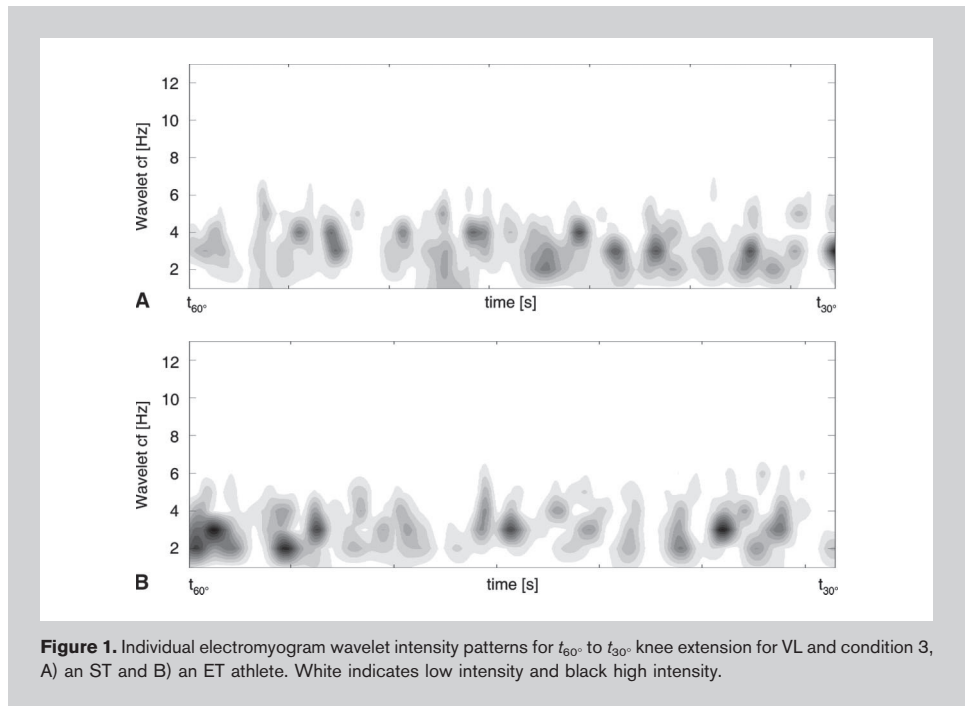 12
10
8
6
4
2
Wavelet cf [Hz]
A
t60°
time [s]
t30°
12
10
8
6
4
2
Wavelet cf [Hz]
B
t60°
time [s]
t30°
Figure 1. Individual electromyogram wavelet intensity patterns for t60° to t30° knee extension for VL and condition 3,
A) an ST and B) an ET athlete. White indicates low intensity and black high intensity.